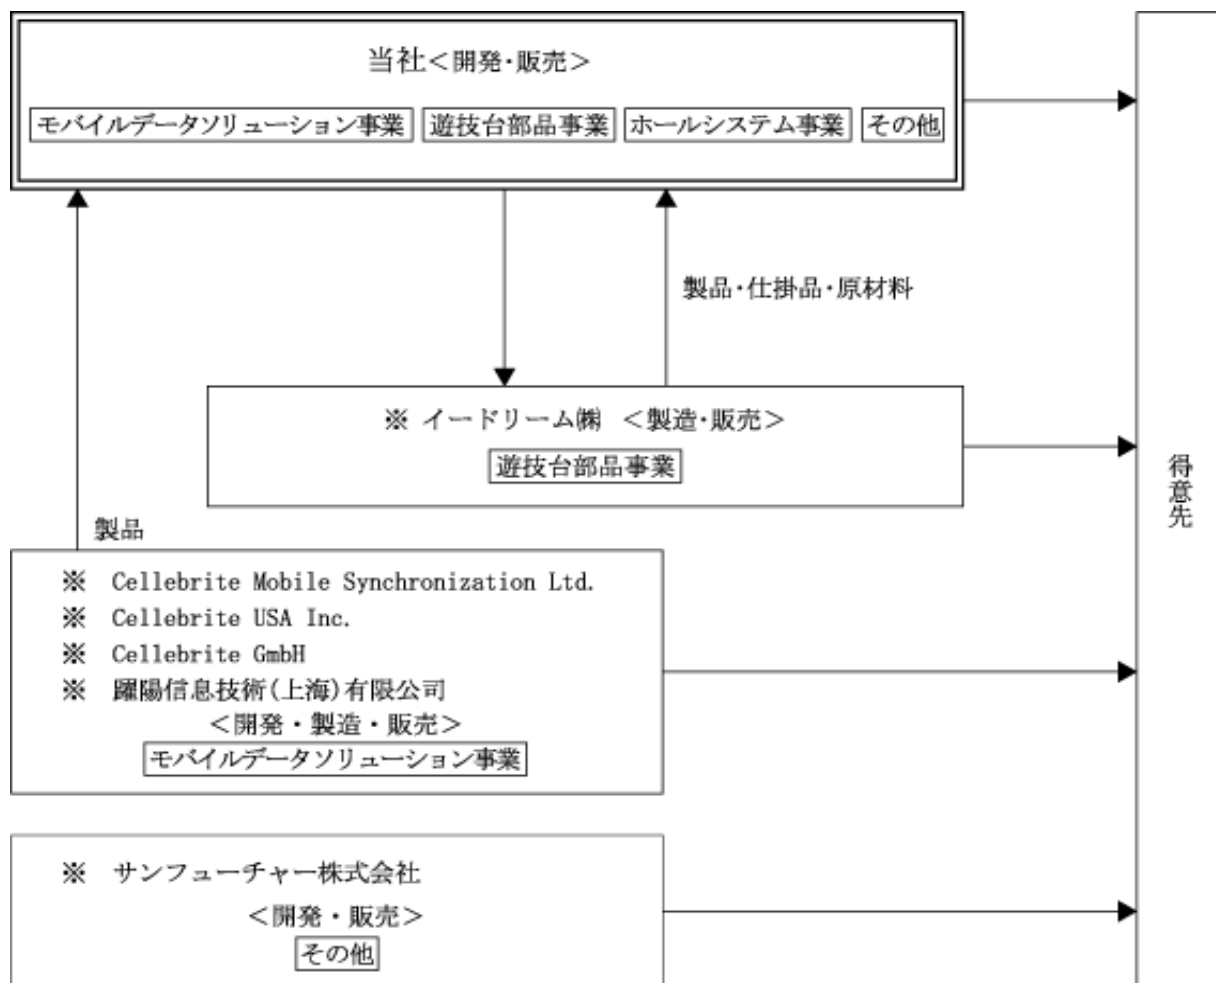 当社<開発・販売>
モバイルデータソリューション事業 遊技台部品事業 ホールシステム事業 その他
製品・仕掛品・原材料
※ イードリーム㈱ <製造・販売>
遊技台部品事業
得意先
製品
※ Cellebrite Mobile Synchronization Ltd.
※ Cellebrite USA Inc.
※ Cellebrite GmbH
※ 躍陽信息技術(上海)有限公司
<開発・製造・販売>
モバイルデータソリューション事業
※ サンフューチャー株式会社
<開発・販売>
その他